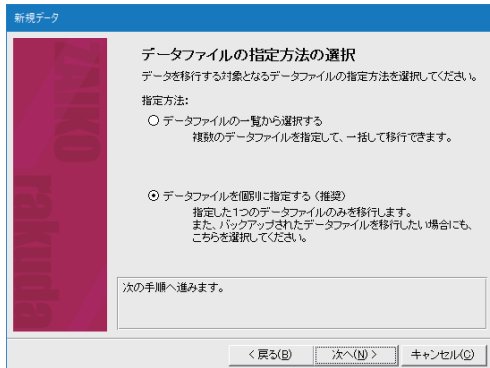 新規データ
ZAIKO rakuda
データファイルの指定方法の選択
データを移行する対象となるデータファイルの指定方法を選択してください。
指定方法:
データファイルの一覧から選択する
複数のデータファイルを指定して、一括して移行できます。
データファイルを個別に指定する(推奨)
指定した1つのデータファイルのみを移行します。
また、バックアップされたデータファイルを移行したい場合にも、
こちらを選択してください。
次の手順へ進みます。
< 戻る(B) 次へ(N) > キャンセル(C)